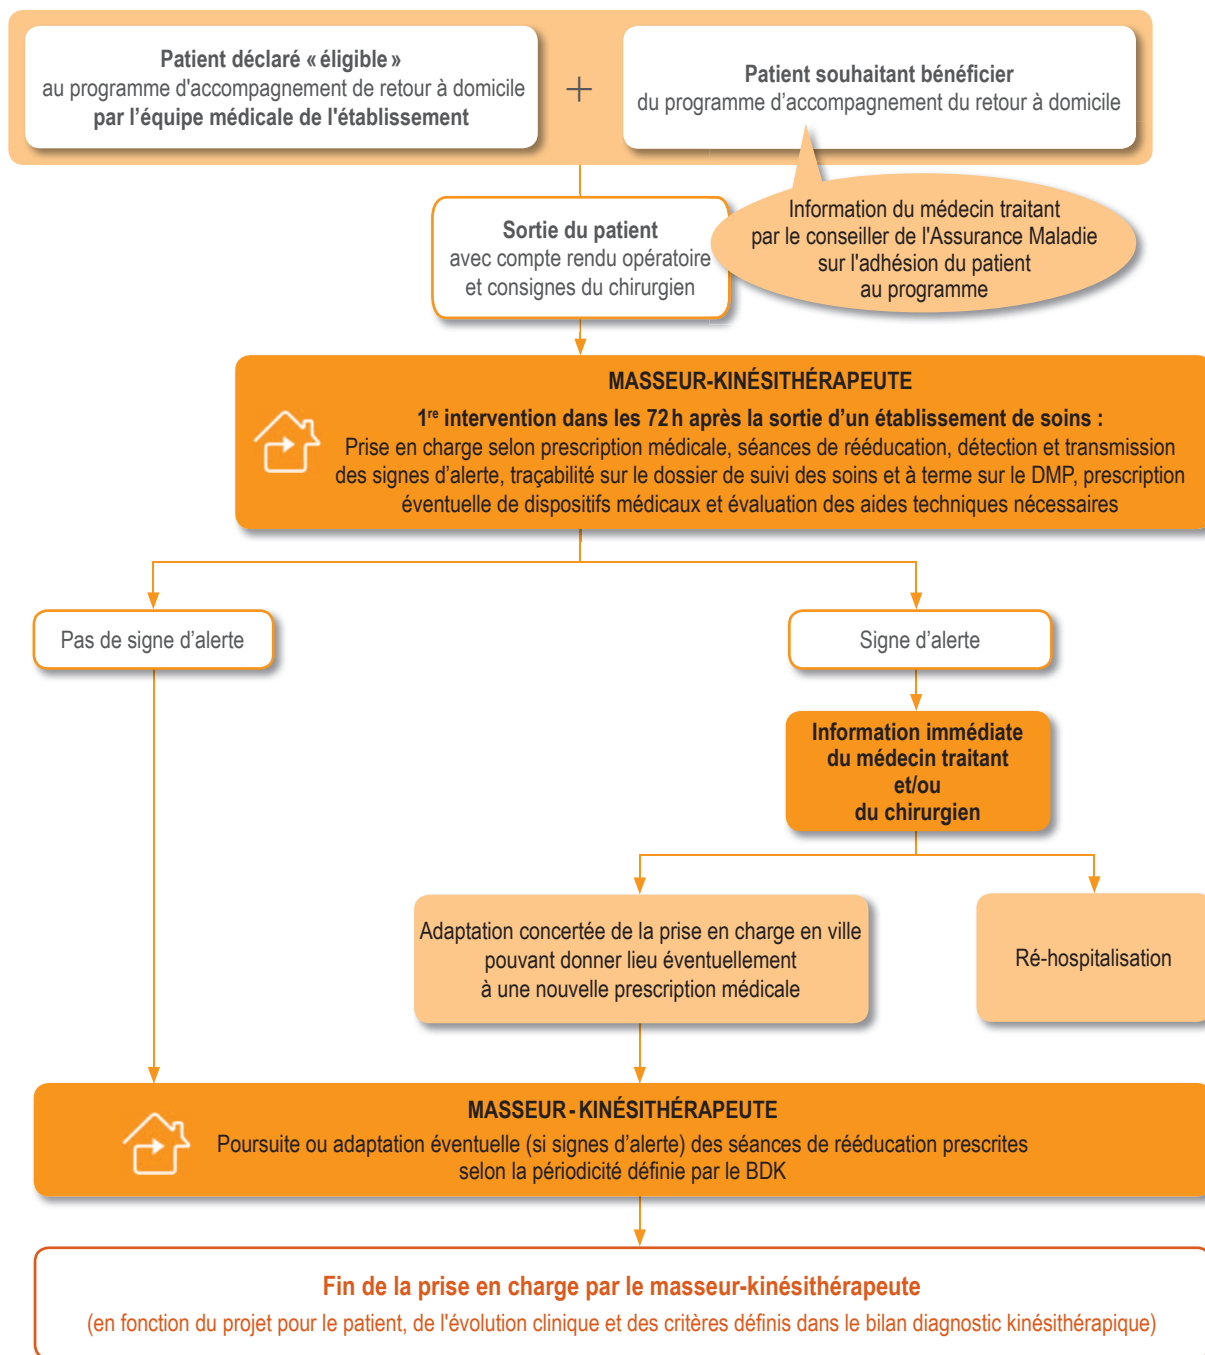 Patient déclaré « éligible »
au programme d'accompagnement de retour à domicile
par l'équipe médicale de l'établissement
+
Patient souhaitant bénéficier
du programme d'accompagnement du retour à domicile
Information du médecin traitant
par le conseiller de l'Assurance Maladie
sur l'adhésion du patient
au programme
Sortie du patient
avec compte rendu opératoire
et consignes du chirurgien
MASSEUR-KINÉSITHÉRAPEUTE
1re intervention dans les 72 h après la sortie d'un établissement de soins :
Prise en charge selon prescription médicale, séances de rééducation, détection et transmission
des signes d'alerte, traçabilité sur le dossier de suivi des soins et à terme sur le DMP, prescription
éventuelle de dispositifs médicaux et évaluation des aides techniques nécessaires
Pas de signe d'alerte
Signe d'alerte
Information immédiate
du médecin traitant
et/ou
du chirurgien
Adaptation concertée de la prise en charge en ville
pouvant donner lieu éventuellement
à une nouvelle prescription médicale
Ré-hospitalisation
MASSEUR - KINÉSITHÉRAPEUTE
Poursuite ou adaptation éventuelle (si signes d'alerte) des séances de rééducation prescrites
selon la périodicité définie par le BDK
Fin de la prise en charge par le masseur-kinésithérapeute
(en fonction du projet pour le patient, de l'évolution clinique et des critères définis dans le bilan diagnostic kinésithérapique)